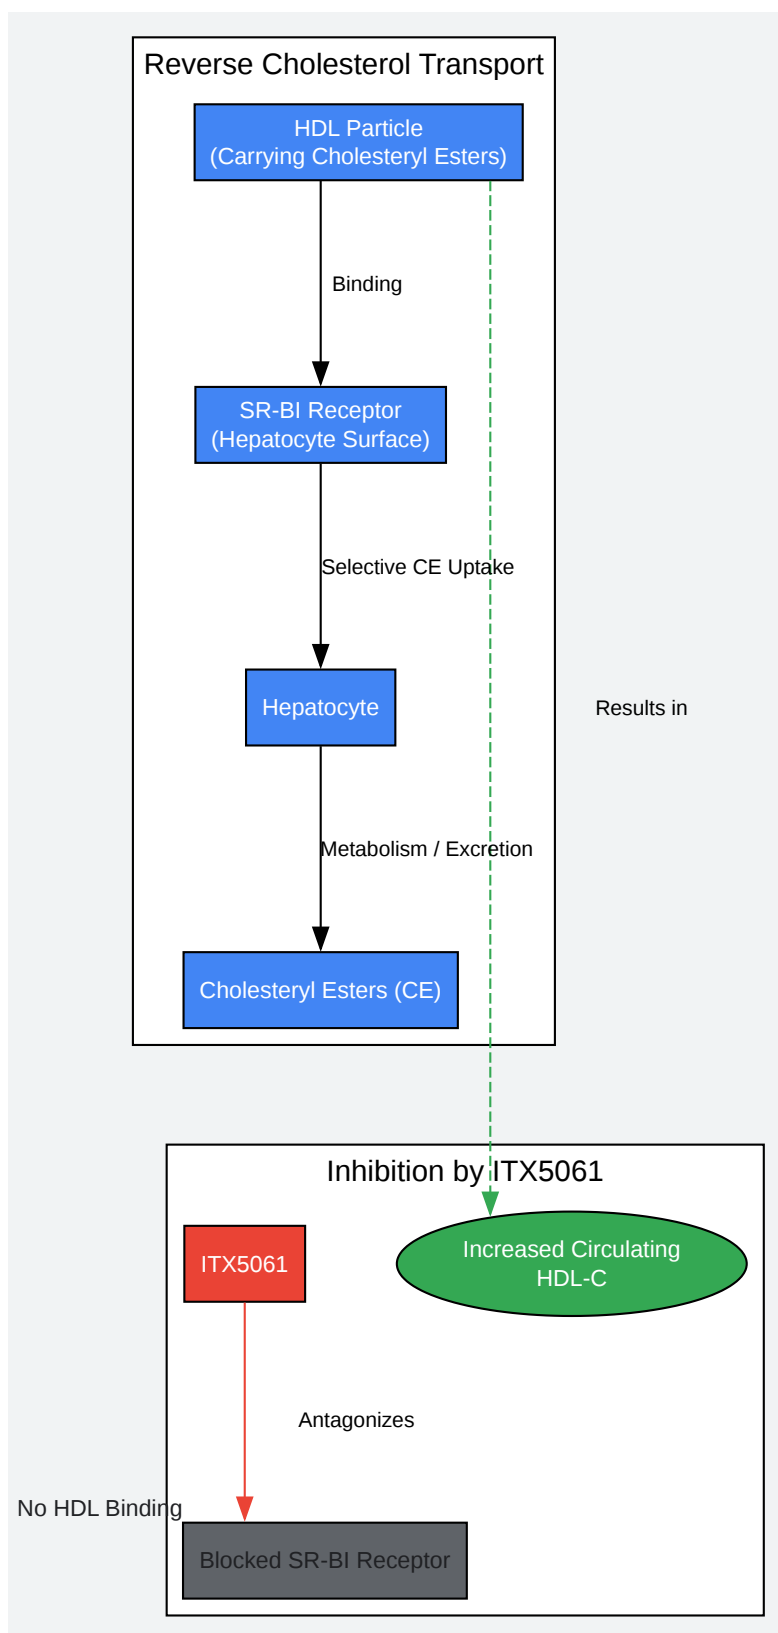 Reverse Cholesterol Transport
HDL Particle
(Carrying Cholesteryl Esters)
Binding
SR-BI Receptor
(Hepatocyte Surface)
Selective CE Uptake
Hepatocyte
Results in
Metabolism / Excretion
Cholesteryl Esters (CE)
Inhibition by ITX5061
ITX5061
Increased Circulating
HDL-C
Antagonizes
No HDL Binding
Blocked SR-BI Receptor